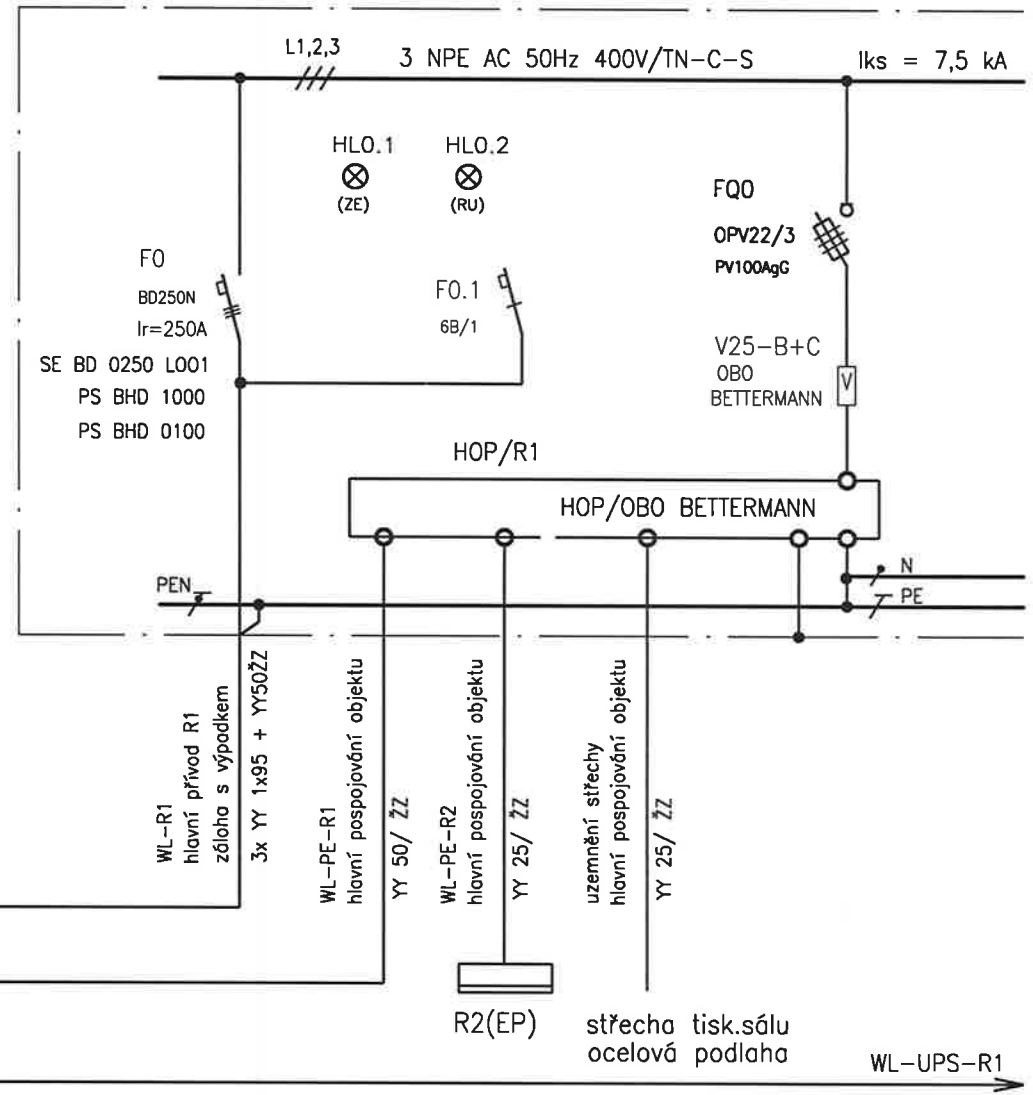 L1,2,3
3 NPE AC 50Hz 400V/TN-C-S
Iks = 7,5 kA
HL0.1
(ZE)
HL0.2
(RU)
FQ0
OPV22/3
PV100AgG
F0
BD250N
Ir=250A
SE BD 0250 L001
PS BHD 1000
PS BHD 0100
F0.1
6B/1
V25-B+C
OBO
BETTERMANN
V
HOP/R1
HOP/OBO BETTERMANN
PEN
N
PE
WL-R1
hlavní přívod R1
záloha s výpadkem
3x YY 1x95 + YY50ŽZ
WL-PE-R1
hlavní pospojování objektu
YY 50/ ŽZ
WL-PE-R2
hlavní pospojování objektu
YY 25/ ŽZ
uzemnění střechy
hlavní pospojování objektu
YY 25/ ŽZ
R2(EP)
střecha tisk.sálu
ocelová podlaha
WL-UPS-R1